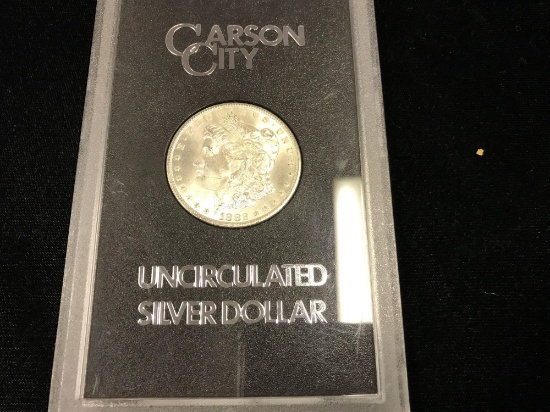 CARSON
CITY
UNCIRCULATED
SILVER DOLLAR